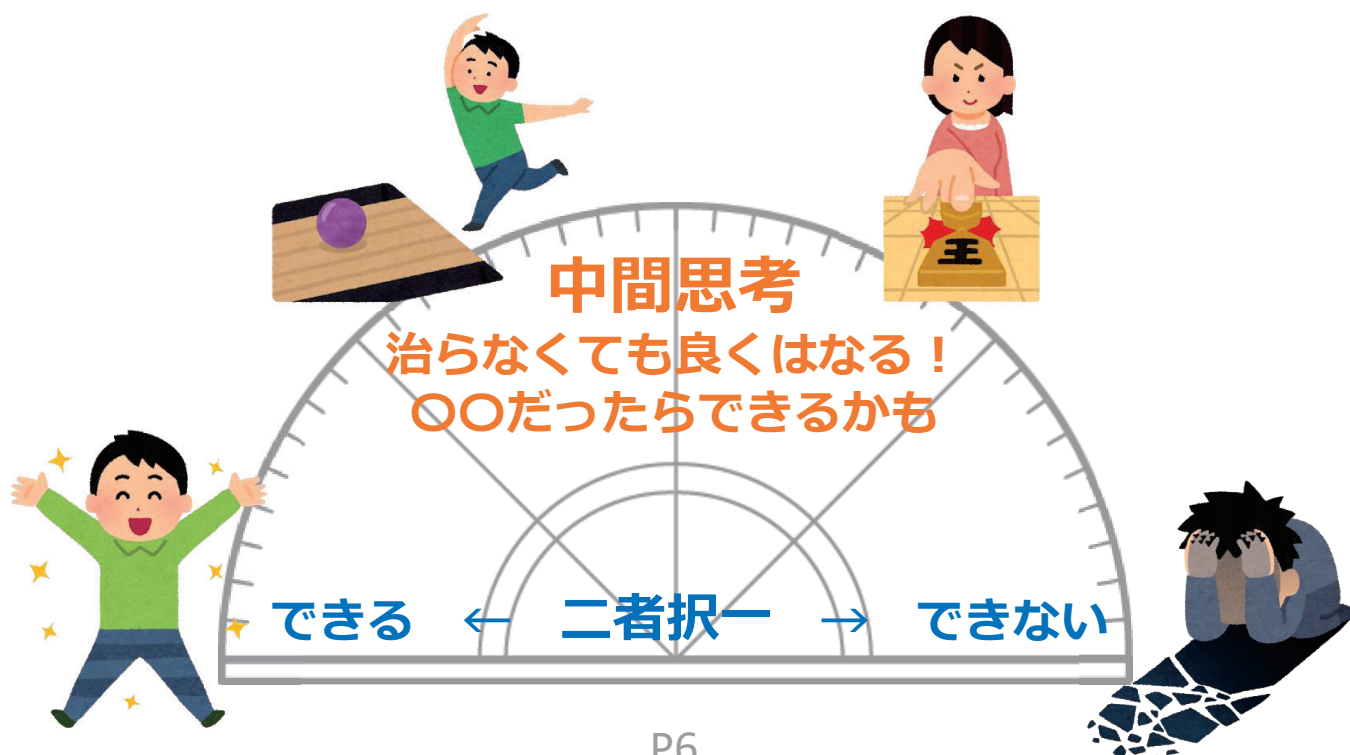 王
中間思考
治らなくても良くはなる！
〇〇だったらできるかも
できる ← 二者択一 → できない
P6